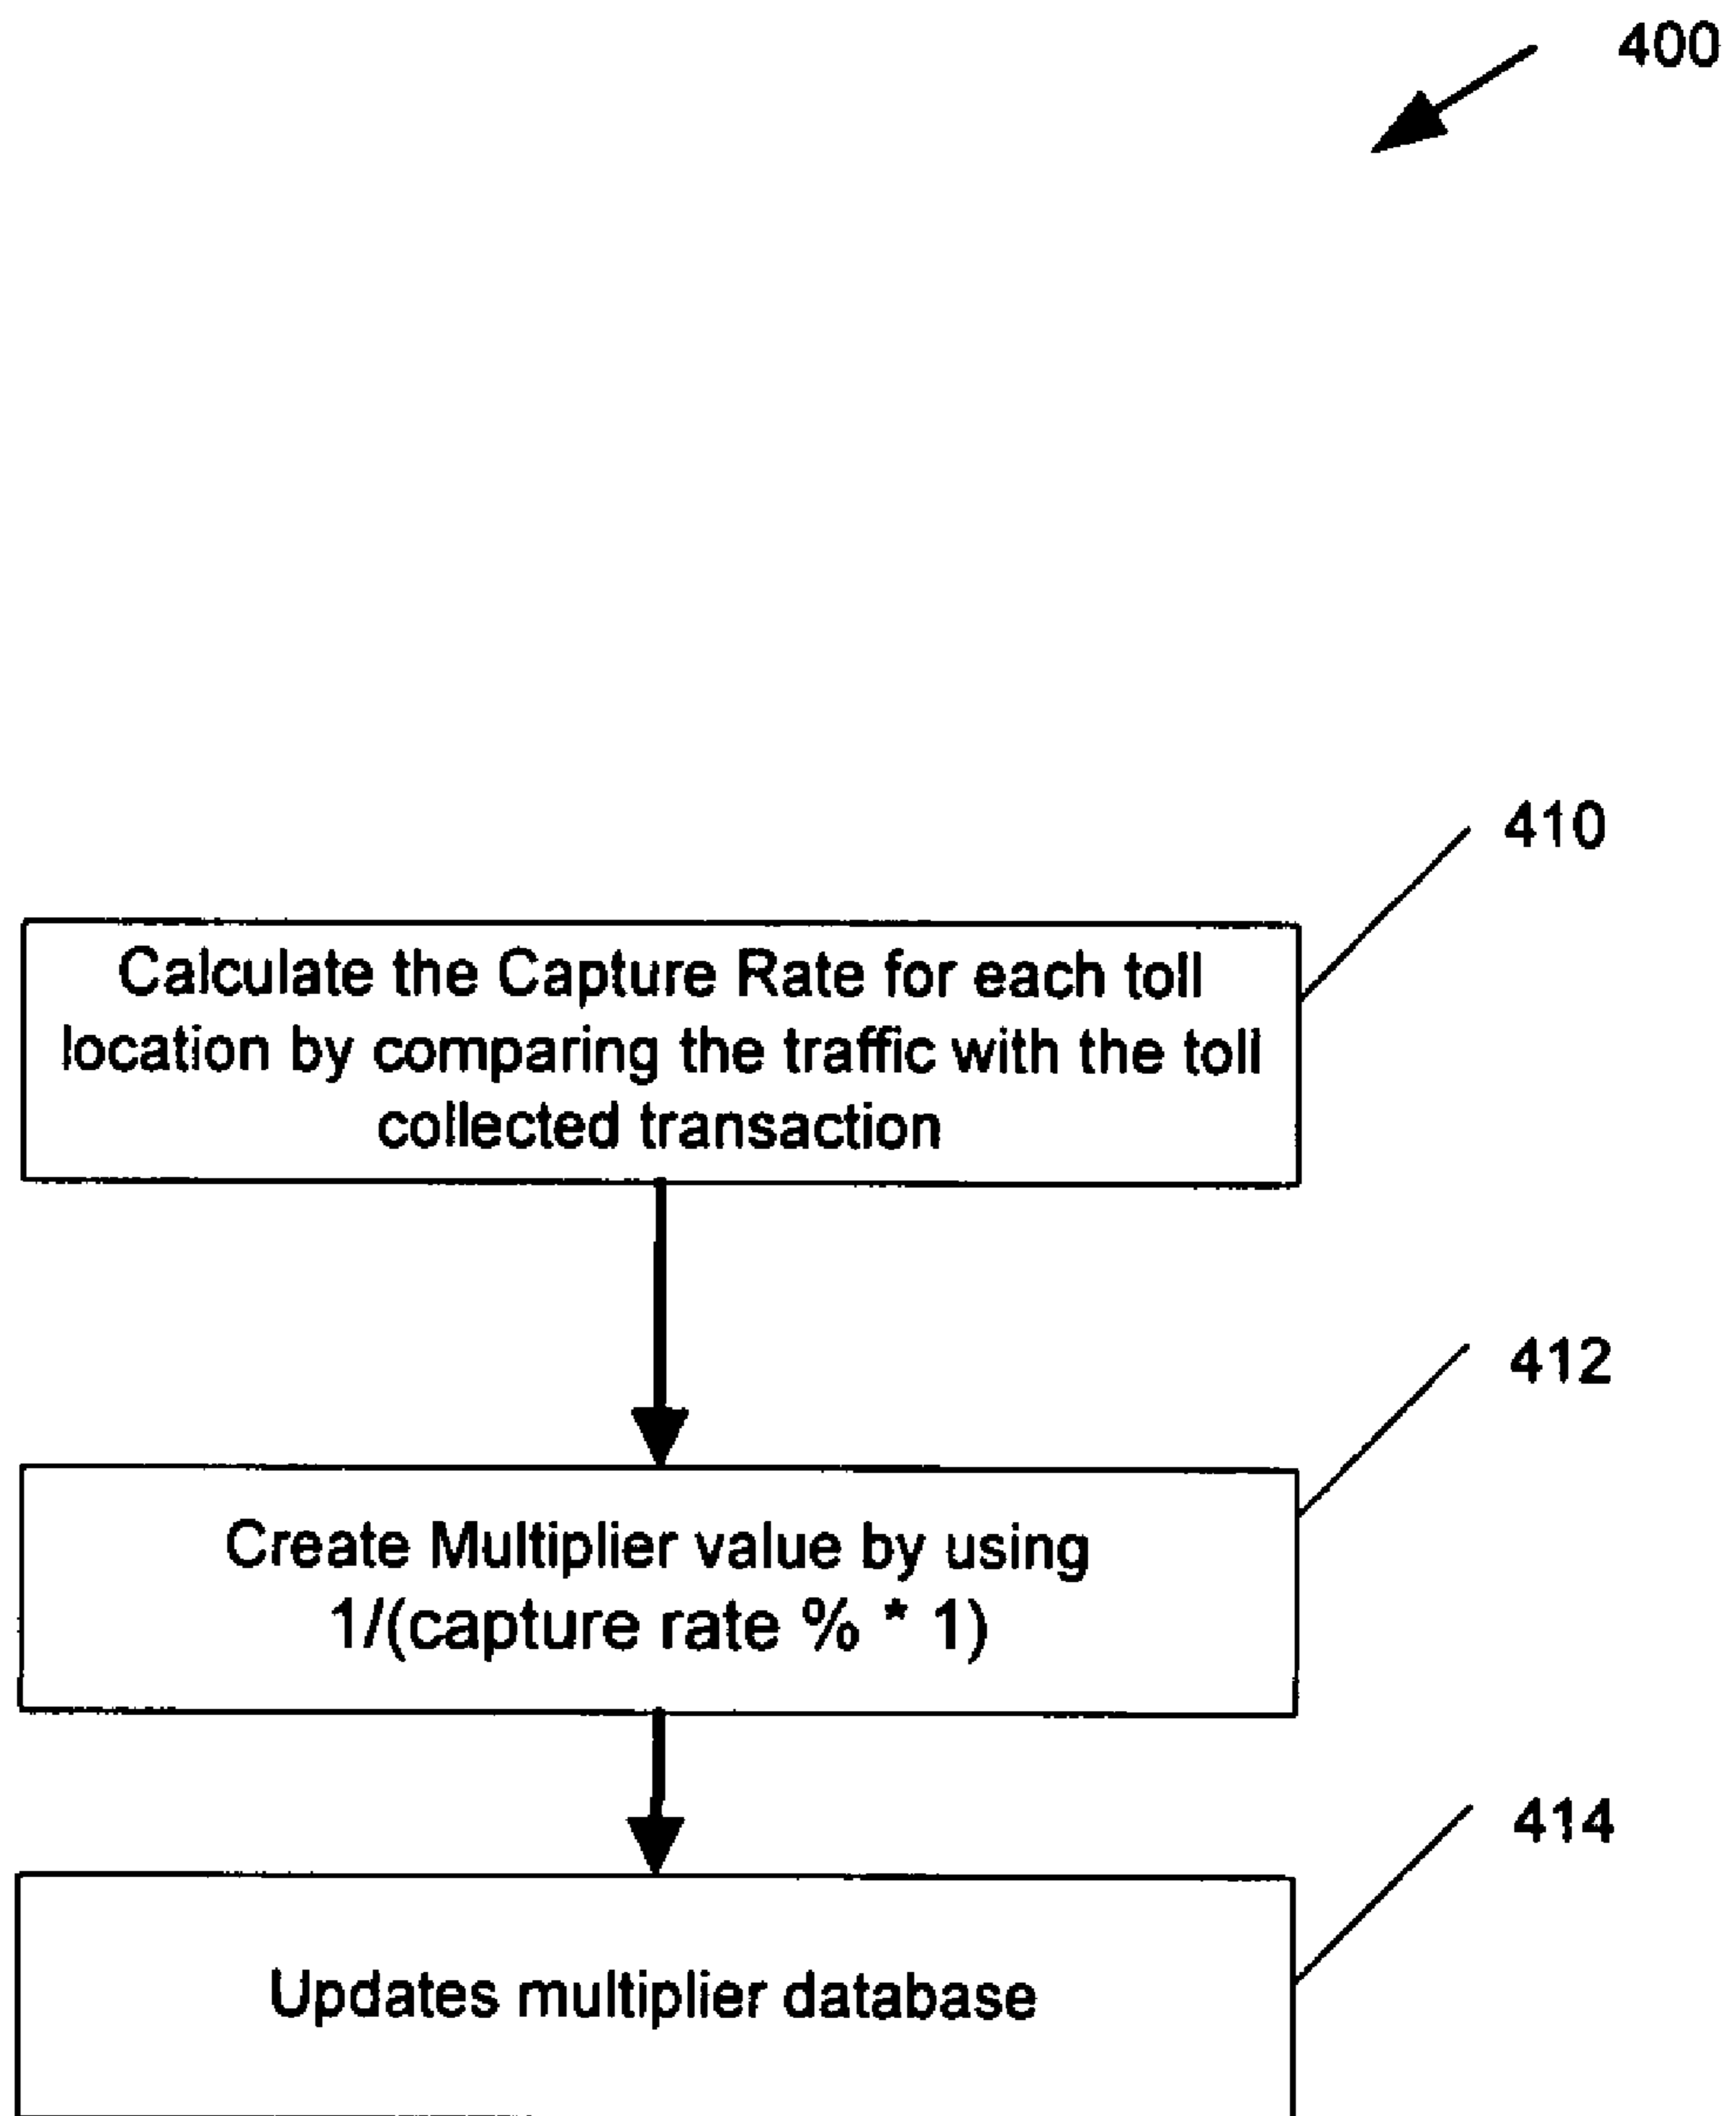 400
410
Calculate the Capture Rate for each toll
location by comparing the traffic with the toll
collected transaction
412
Create Multiplier value by using
1/(capture rate % * 1)
414
Updates multiplier database